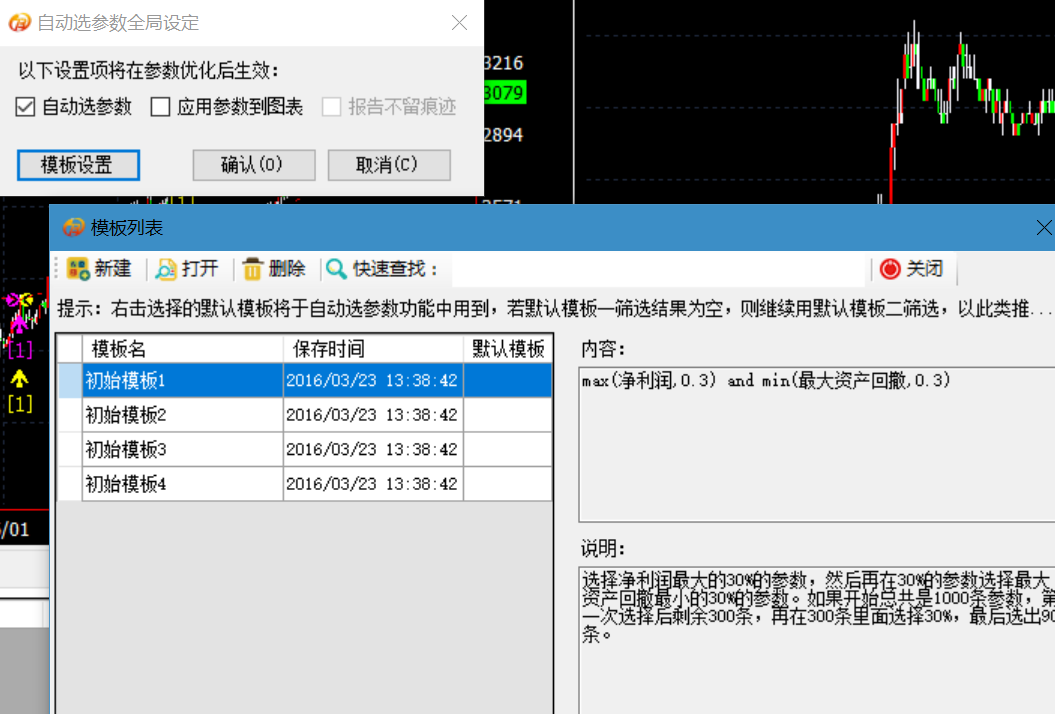 自动选参数全局设定
以下设置项将在参数优化后生效:
自动选参数 应用参数到图表 报告不留痕迹
模板设置 确认(O) 取消(C)
3216
3079
2894
模板列表
新建 打开 删除 快速查找: 关闭
提示: 右击选择的默认模板将于自动选参数功能中用到, 若默认模板一筛选结果为空, 则继续用默认模板二筛选, 以此类推...
模板名 保存时间 默认模板
初始模板1 2016/03/23 13:38:42
初始模板2 2016/03/23 13:38:42
初始模板3 2016/03/23 13:38:42
初始模板4 2016/03/23 13:38:42
内容:
max(净利润,0.3) and min(最大资产回撤,0.3)
说明:
选择净利润最大的30%的参数, 然后再在30%的参数选择最大
资产回撤最小的30%的参数。如果开始总共是1000条参数, 第
一次选择后剩余300条, 再在300条里面选择30%, 最后选出90
条。
[1]
[1]
/01